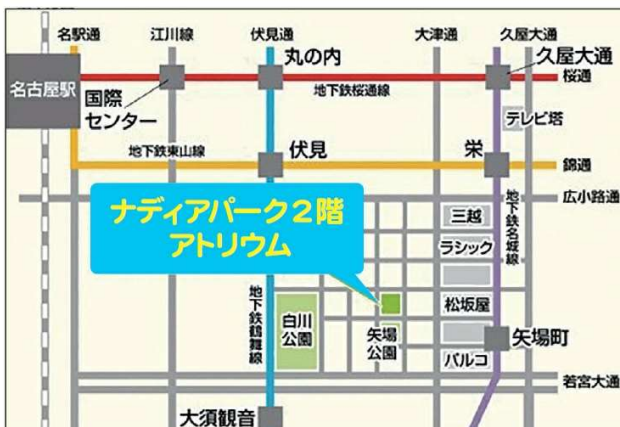 名駅通
江川線
伏見通
大津通
久屋大通
丸の内
久屋大通
桜通
名古屋駅
国際
センター
地下鉄桜通線
テレビ塔
地下鉄東山線
伏見
栄
錦通
広小路通
ナディアパーク2階
アトリウム
三越
ラシック
地下鉄名城線
地下鉄鶴舞線
白川
公園
矢場
公園
松坂屋
矢場町
パルコ
若宮大通
大須観音